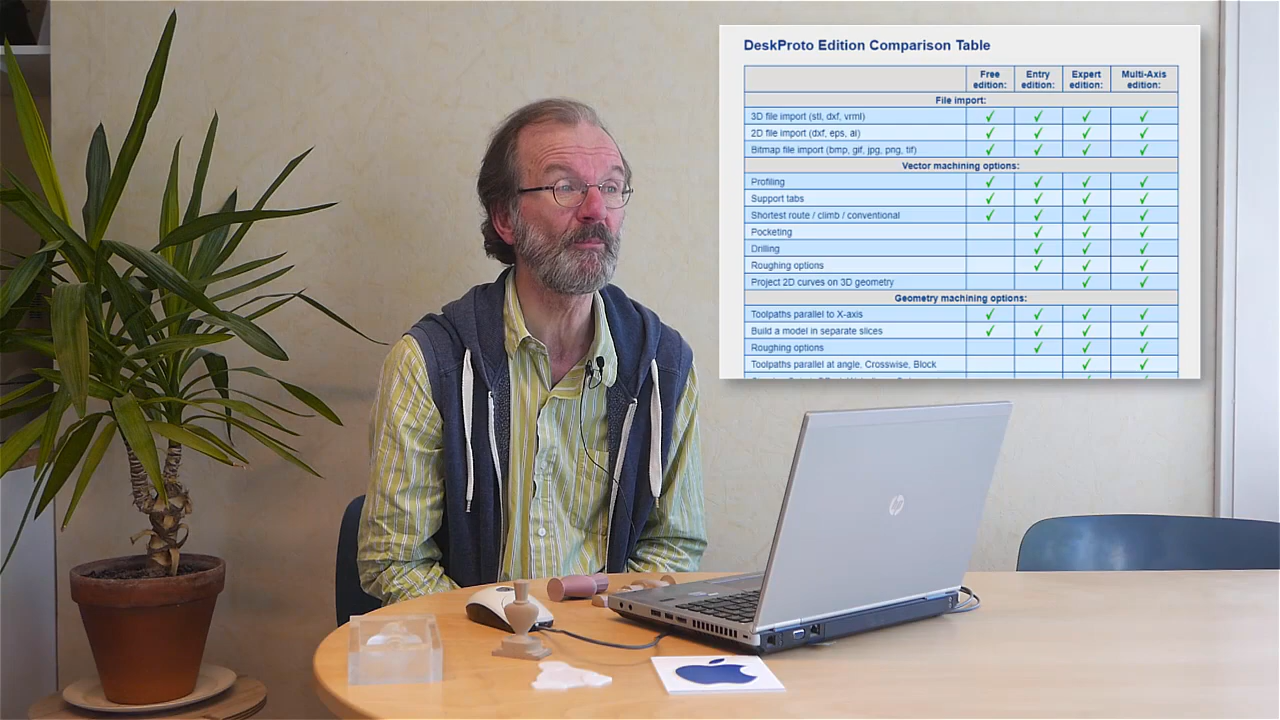 DeskProto Edition Comparison Table
Free edition: Entry edition: Expert edition: Multi-Axis edition:
File import:
3D file import (stl, dxf, vrml) ✓ ✓ ✓ ✓
2D file import (dxf, eps, ai) ✓ ✓ ✓ ✓
Bitmap file import (bmp, gif, jpg, png, tif) ✓ ✓ ✓ ✓
Vector machining options:
Profiling ✓ ✓ ✓ ✓
Support tabs ✓ ✓ ✓ ✓
Shortest route / climb / conventional ✓ ✓ ✓ ✓
Pocketing ✓ ✓ ✓
Drilling ✓ ✓ ✓
Roughing options ✓ ✓ ✓
Project 2D curves on 3D geometry ✓ ✓
Geometry machining options:
Toolpaths parallel to X-axis ✓ ✓ ✓ ✓
Build a model in separate slices ✓ ✓ ✓ ✓
Roughing options ✓ ✓ ✓
Toolpaths parallel at angle, Crosswise, Block ✓ ✓
hp